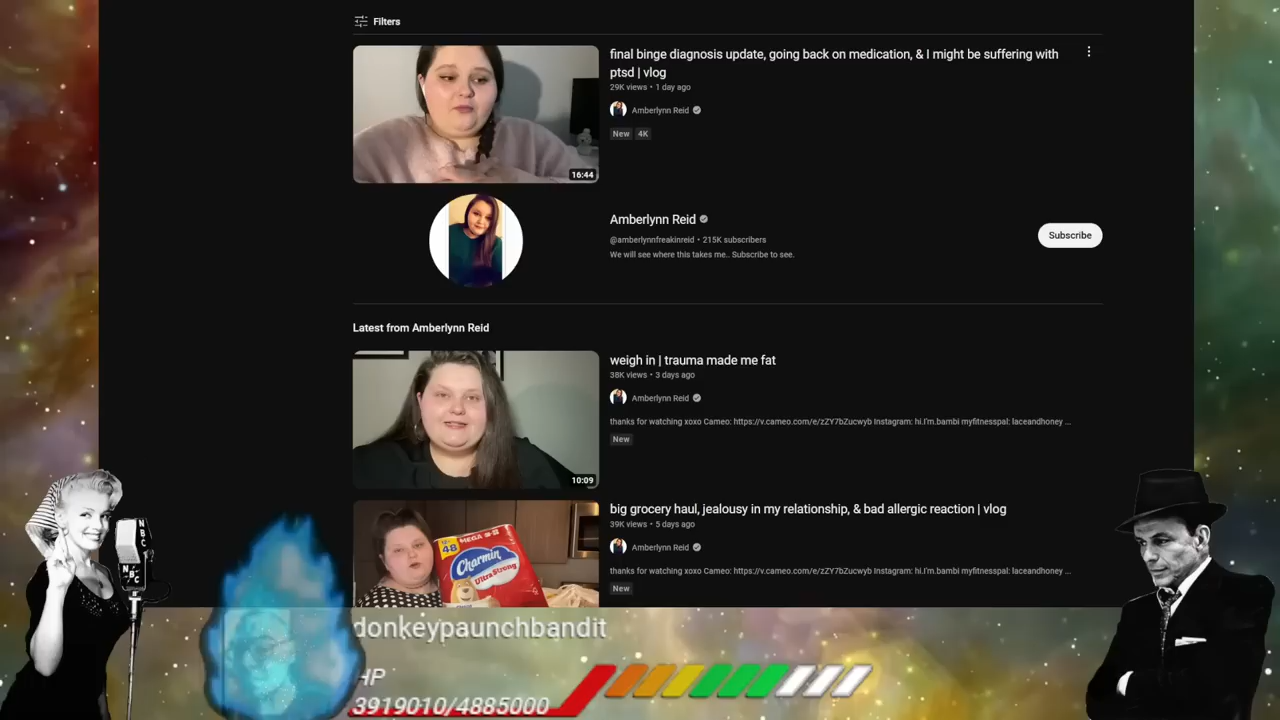 Filters
final binge diagnosis update, going back on medication, & I might be suffering with
ptsd | vlog
29K views • 1 day ago
Amberlynn Reid
New 4K
16:44
Amberlynn Reid
@amberlynnfreakinreid • 215K subscribers
We will see where this takes me.. Subscribe to see.
Subscribe
Latest from Amberlynn Reid
weigh in | trauma made me fat
38K views • 3 days ago
Amberlynn Reid
thanks for watching xoxo Cameo: https://v.cameo.com/e/zZY7bZucwyb Instagram: hi.I'm.bambi myfitnesspal: laceandhoney ...
New
10:09
big grocery haul, jealousy in my relationship, & bad allergic reaction | vlog
39K views • 5 days ago
Amberlynn Reid
thanks for watching xoxo Cameo: https://v.cameo.com/e/zZY7bZucwyb Instagram: hi.I'm.bambi myfitnesspal: laceandhoney ...
New
48 MEGA
Charmin
Ultra Strong
NBC
donkeypaunchbandit
HP
3919010/4885000